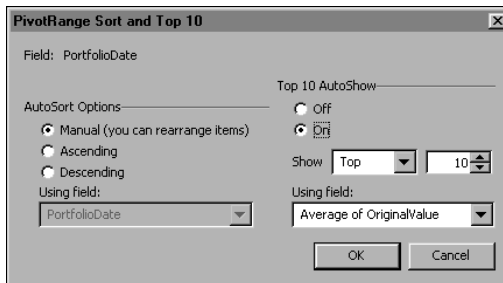 PivotRange Sort and Top 10
Field: PortfolioDate
AutoSort Options
Manual (you can rearrange items)
Ascending
Descending
Using field:
PortfolioDate
Top 10 AutoShow
Off
On
Show Top 10
Using field:
Average of OriginalValue
OK Cancel